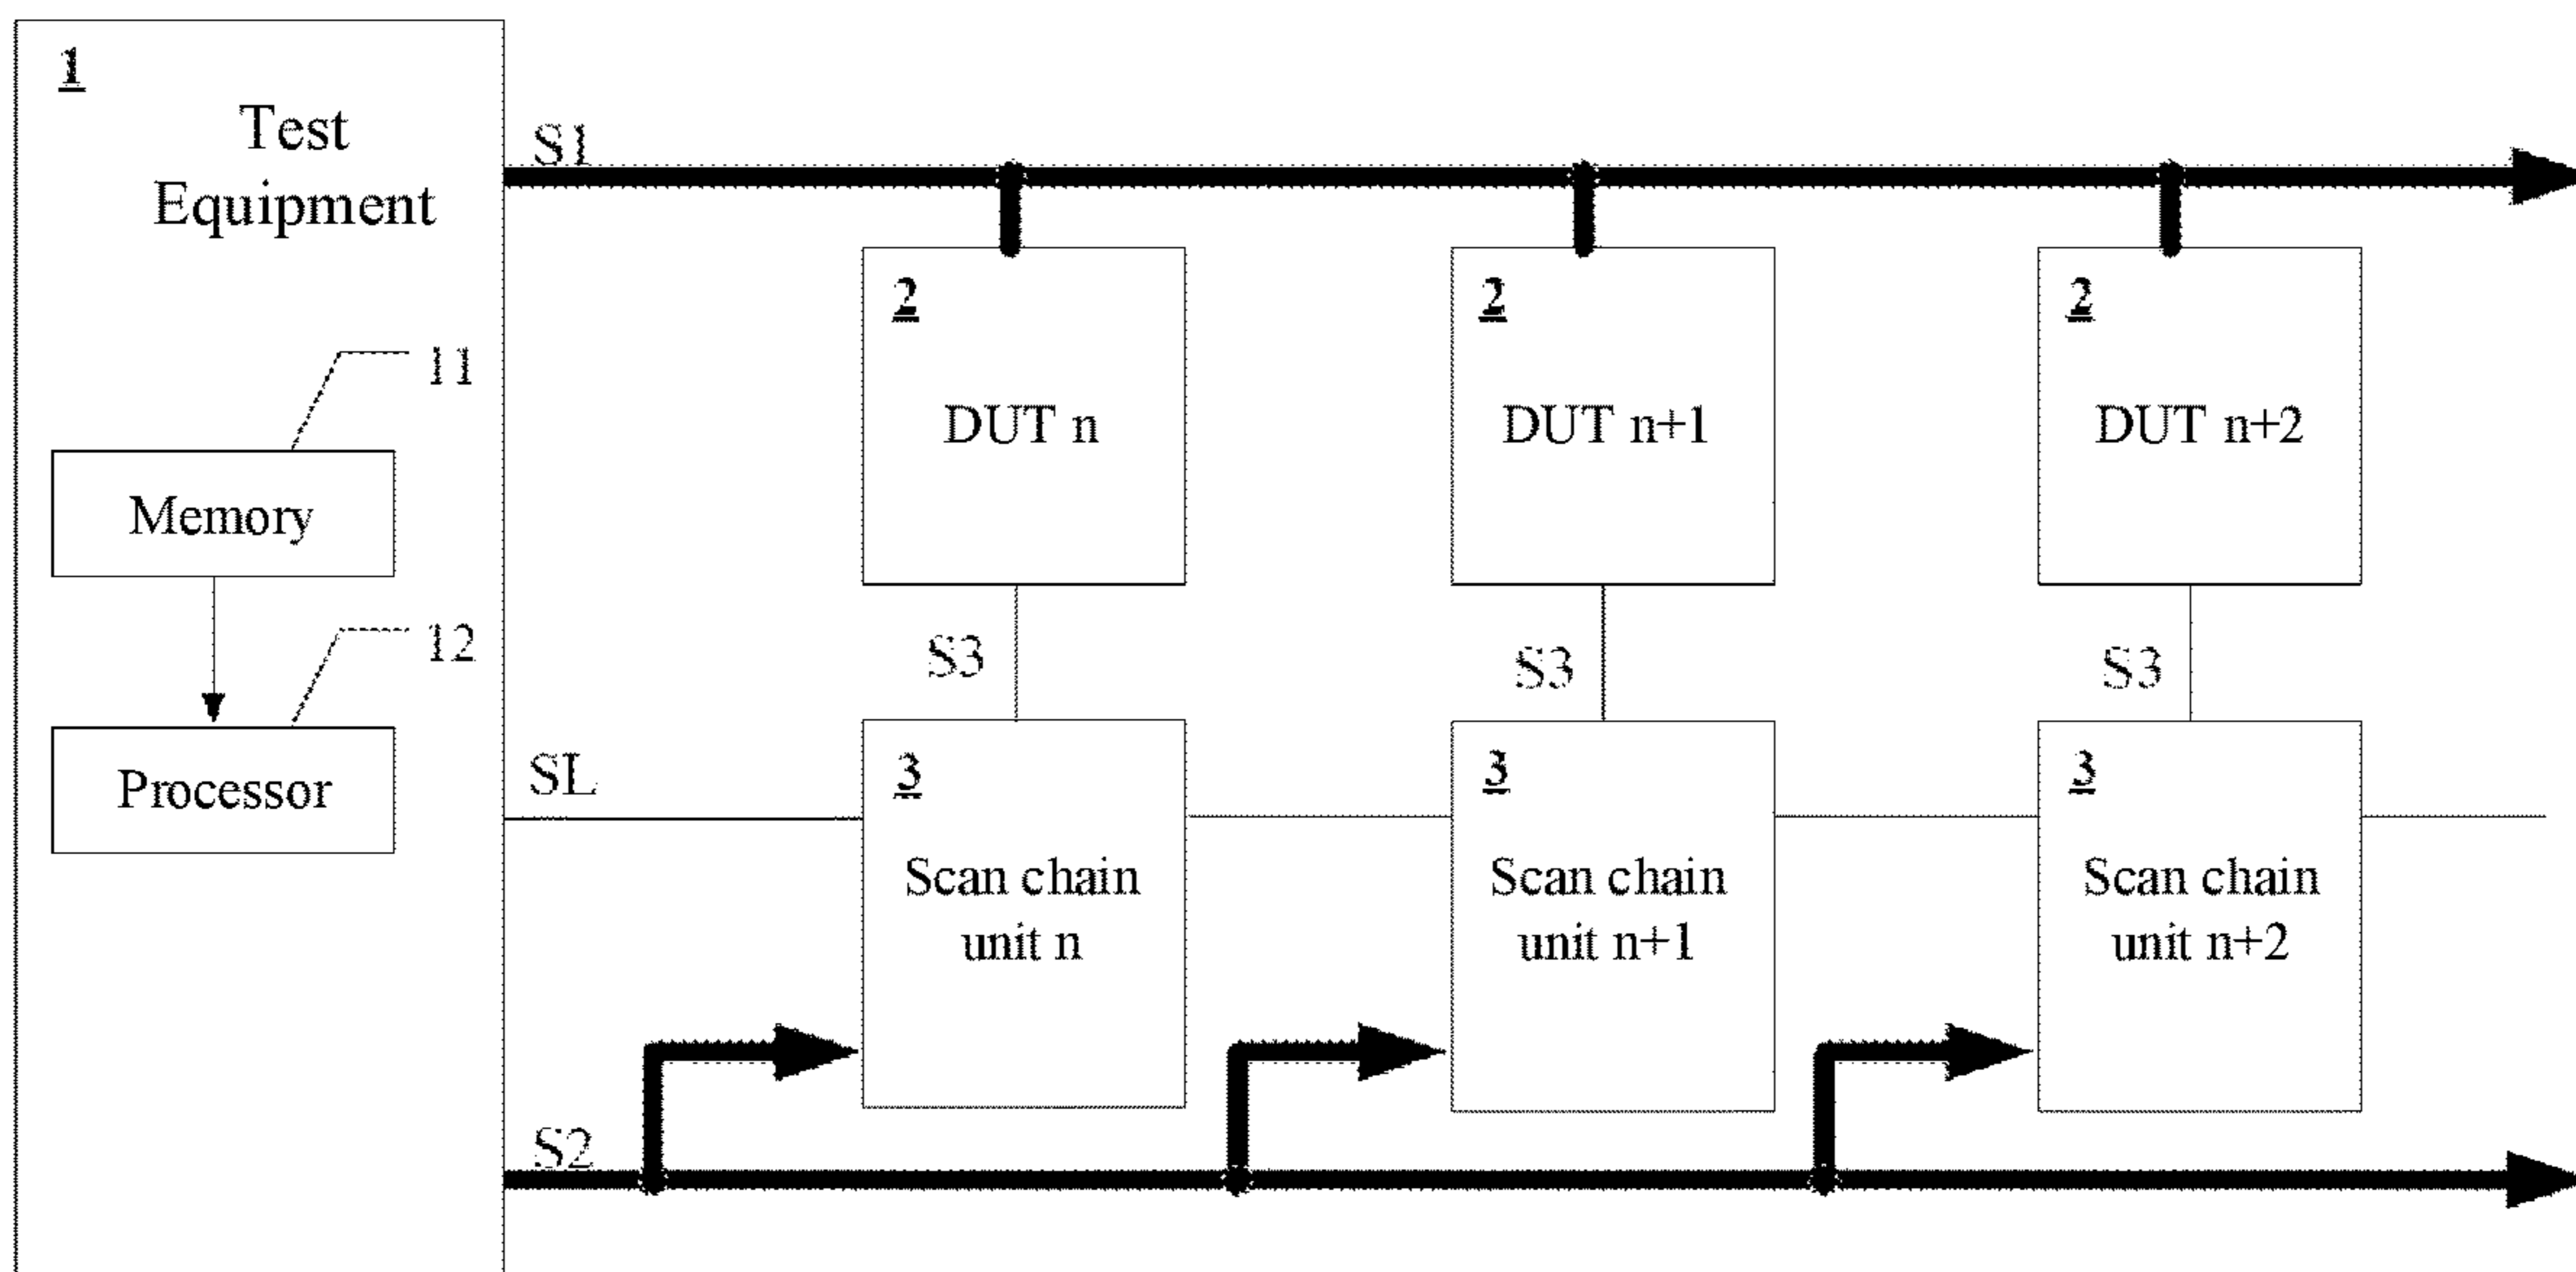 1
Test
Equipment
S1
2
2
2
11
DUT n
DUT n+1
DUT n+2
Memory
12
S3
S3
S3
Processor
SL
3
3
3
Scan chain
unit n
Scan chain
unit n+1
Scan chain
unit n+2
S2